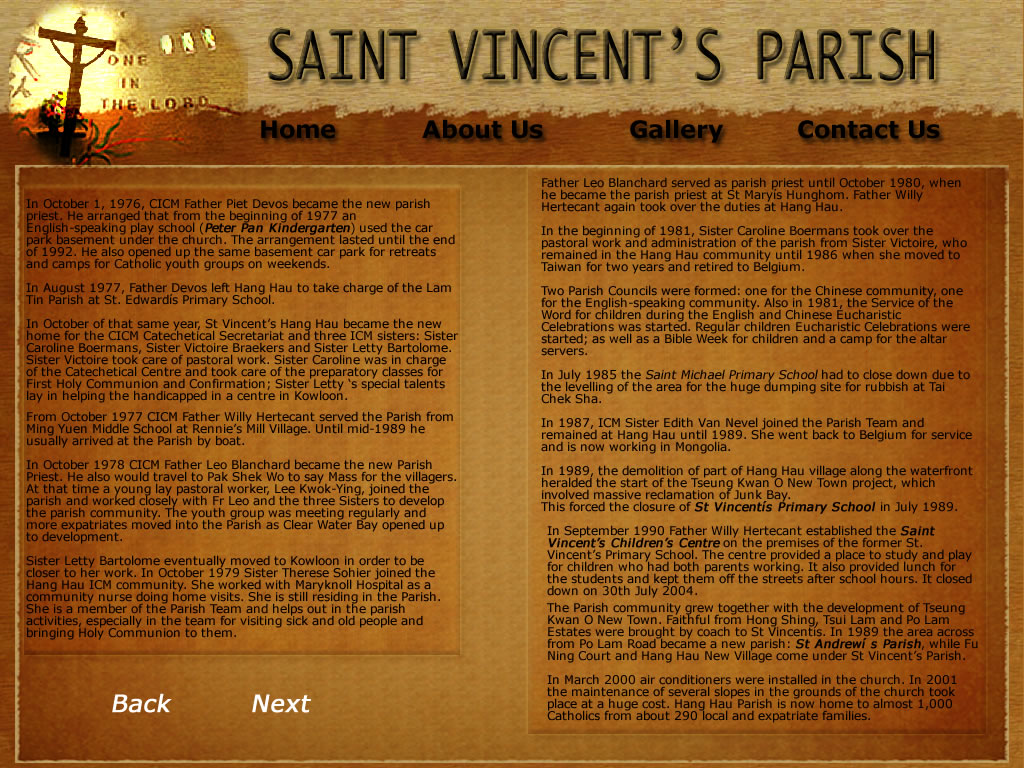 ONE
IN
THE LORD
SAINT VINCENT'S PARISH
Home About Us Gallery Contact Us
In October 1, 1976, CICM Father Piet Devos became the new parish
priest. He arranged that from the beginning of 1977 an
English-speaking play school (Peter Pan Kindergarten) used the car
park basement under the church. The arrangement lasted until the end
of 1992. He also opened up the same basement car park for retreats
and camps for Catholic youth groups on weekends.
In August 1977, Father Devos left Hang Hau to take charge of the Lam
Tin Parish at St. Edwardís Primary School.
In October of that same year, St Vincent’s Hang Hau became the new
home for the CICM Catechetical Secretariat and three ICM sisters: Sister
Caroline Boermans, Sister Victoire Braekers and Sister Letty Bartolome.
Sister Victoire took care of pastoral work. Sister Caroline was in charge
of the Catechetical Centre and took care of the preparatory classes for
First Holy Communion and Confirmation; Sister Letty ‘s special talents
lay in helping the handicapped in a centre in Kowloon.
From October 1977 CICM Father Willy Hertecant served the Parish from
Ming Yuen Middle School at Rennie’s Mill Village. Until mid-1989 he
usually arrived at the Parish by boat.
In October 1978 CICM Father Leo Blanchard became the new Parish
Priest. He also would travel to Pak Shek Wo to say Mass for the villagers.
At that time a young lay pastoral worker, Lee Kwok-Ying, joined the
parish and worked closely with Fr Leo and the three Sisters to develop
the parish community. The youth group was meeting regularly and
more expatriates moved into the Parish as Clear Water Bay opened up
to development.
Sister Letty Bartolome eventually moved to Kowloon in order to be
closer to her work. In October 1979 Sister Therese Sohier joined the
Hang Hau ICM community. She worked with Maryknoll Hospital as a
community nurse doing home visits. She is still residing in the Parish.
She is a member of the Parish Team and helps out in the parish
activities, especially in the team for visiting sick and old people and
bringing Holy Communion to them.
Back Next
Father Leo Blanchard served as parish priest until October 1980, when
he became the parish priest at St Maryís Hunghom. Father Willy
Hertecant again took over the duties at Hang Hau.
In the beginning of 1981, Sister Caroline Boermans took over the
pastoral work and administration of the parish from Sister Victoire, who
remained in the Hang Hau community until 1986 when she moved to
Taiwan for two years and retired to Belgium.
Two Parish Councils were formed: one for the Chinese community, one
for the English-speaking community. Also in 1981, the Service of the
Word for children during the English and Chinese Eucharistic
Celebrations was started. Regular children Eucharistic Celebrations were
started; as well as a Bible Week for children and a camp for the altar
servers.
In July 1985 the Saint Michael Primary School had to close down due to
the levelling of the area for the huge dumping site for rubbish at Tai
Chek Sha.
In 1987, ICM Sister Edith Van Nevel joined the Parish Team and
remained at Hang Hau until 1989. She went back to Belgium for service
and is now working in Mongolia.
In 1989, the demolition of part of Hang Hau village along the waterfront
heralded the start of the Tseung Kwan O New Town project, which
involved massive reclamation of Junk Bay.
This forced the closure of St Vincentís Primary School in July 1989.
In September 1990 Father Willy Hertecant established the Saint
Vincent’s Children’s Centre on the premises of the former St.
Vincent’s Primary School. The centre provided a place to study and play
for children who had both parents working. It also provided lunch for
the students and kept them off the streets after school hours. It closed
down on 30th July 2004.
The Parish community grew together with the development of Tseung
Kwan O New Town. Faithful from Hong Shing, Tsui Lam and Po Lam
Estates were brought by coach to St Vincentís. In 1989 the area across
from Po Lam Road became a new parish: St Andrewí s Parish, while Fu
Ning Court and Hang Hau New Village come under St Vincent’s Parish.
In March 2000 air conditioners were installed in the church. In 2001
the maintenance of several slopes in the grounds of the church took
place at a huge cost. Hang Hau Parish is now home to almost 1,000
Catholics from about 290 local and expatriate families.